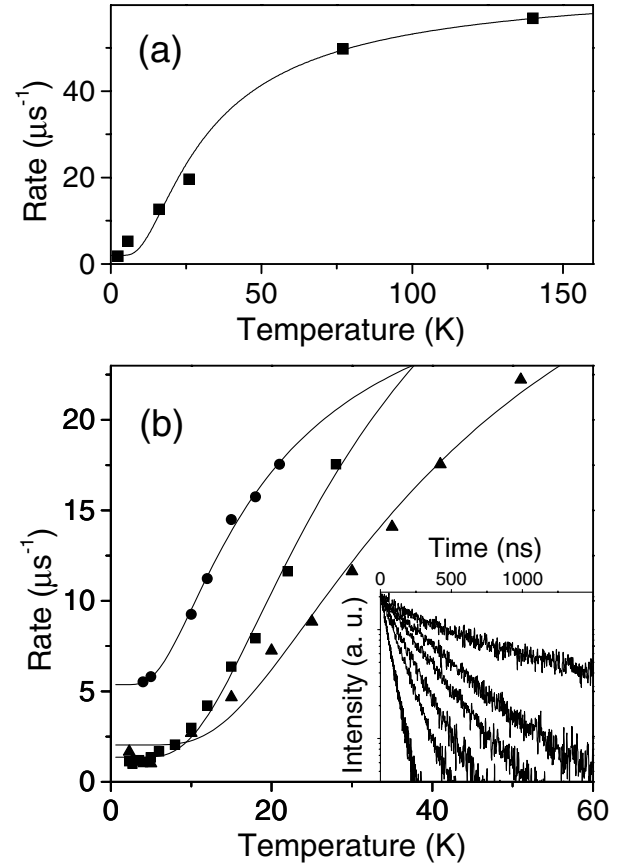 (a)
Rate (μs⁻¹)
40
20
0
0 50 100 150
Temperature (K)
(b)
Rate (μs⁻¹)
20
15
10
5
0
0 20 40 60
Temperature (K)
Time (ns)
0 500 1000
Intensity (a. u.)